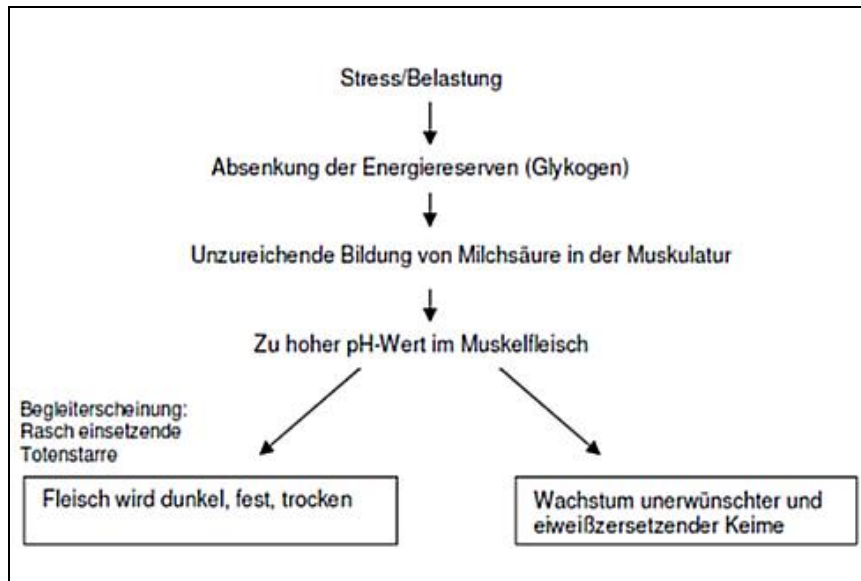 Stress/Belastung
Absenkung der Energiereserven (Glykogen)
Unzureichende Bildung von Milchsäure in der Muskulatur
Zu hoher pH-Wert im Muskelfleisch
Begleiterscheinung:
Rasch einsetzende
Totenstarre
Fleisch wird dunkel, fest, trocken
Wachstum unerwünschter und
eiweißzersetzender Keime